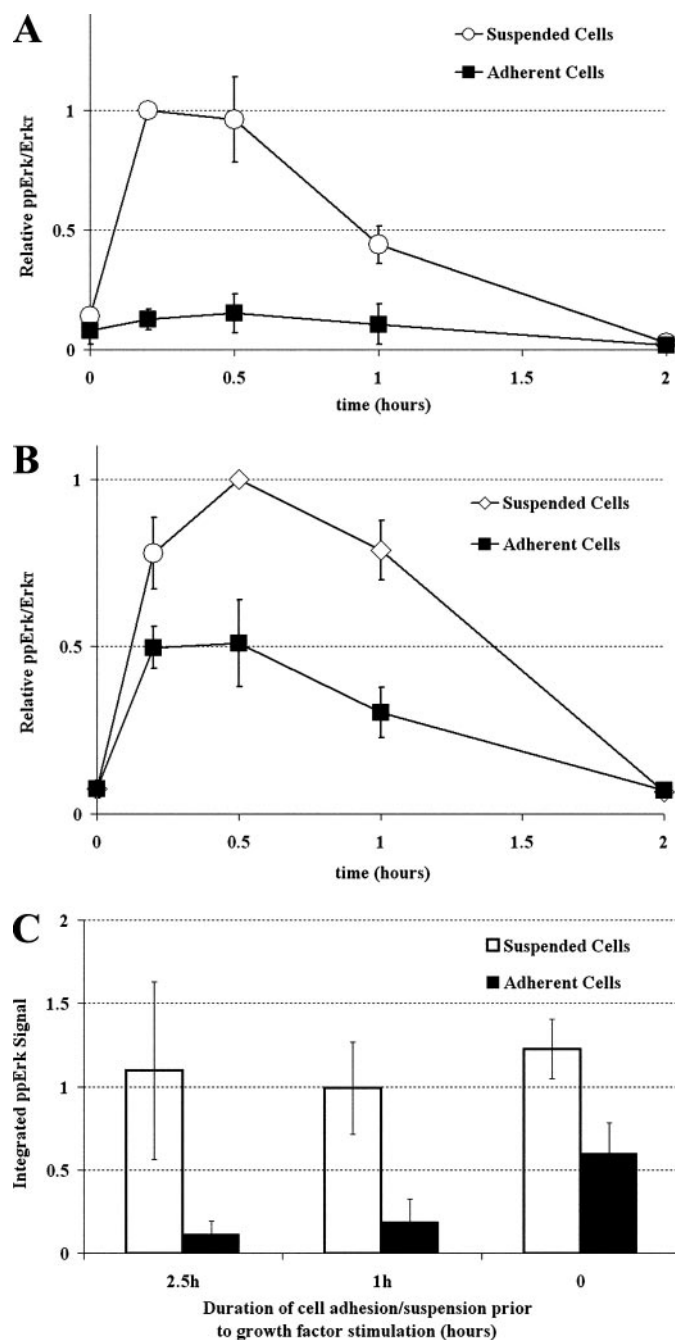 A
Suspended Cells
Adherent Cells
Relative ppErk/ErkT
1
0.5
0
0
0.5
1
1.5
2
time (hours)
B
Suspended Cells
Adherent Cells
Relative ppErk/ErkT
1
0.5
0
0
0.5
1
1.5
2
time (hours)
C
Suspended Cells
Adherent Cells
Integrated ppErk Signal
2
1.5
1
0.5
0
2.5h
1h
0
Duration of cell adhesion/suspension prior
to growth factor stimulation (hours)